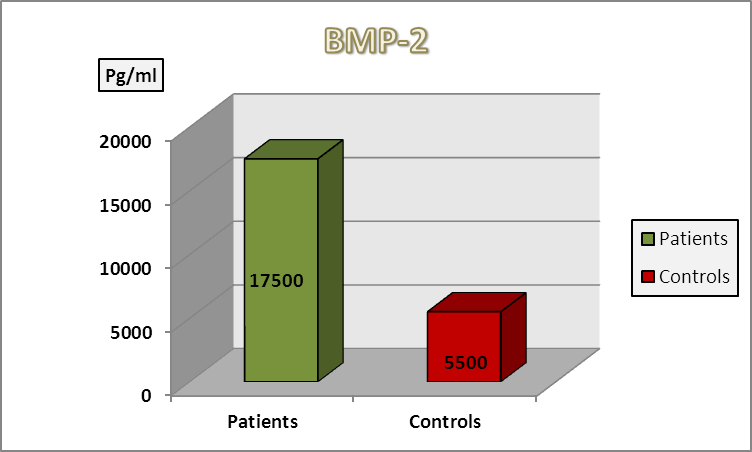 BMP-2
Pg/ml
20000
15000
10000
5000
0
17500
5500
Patients
Controls
Patients
Controls